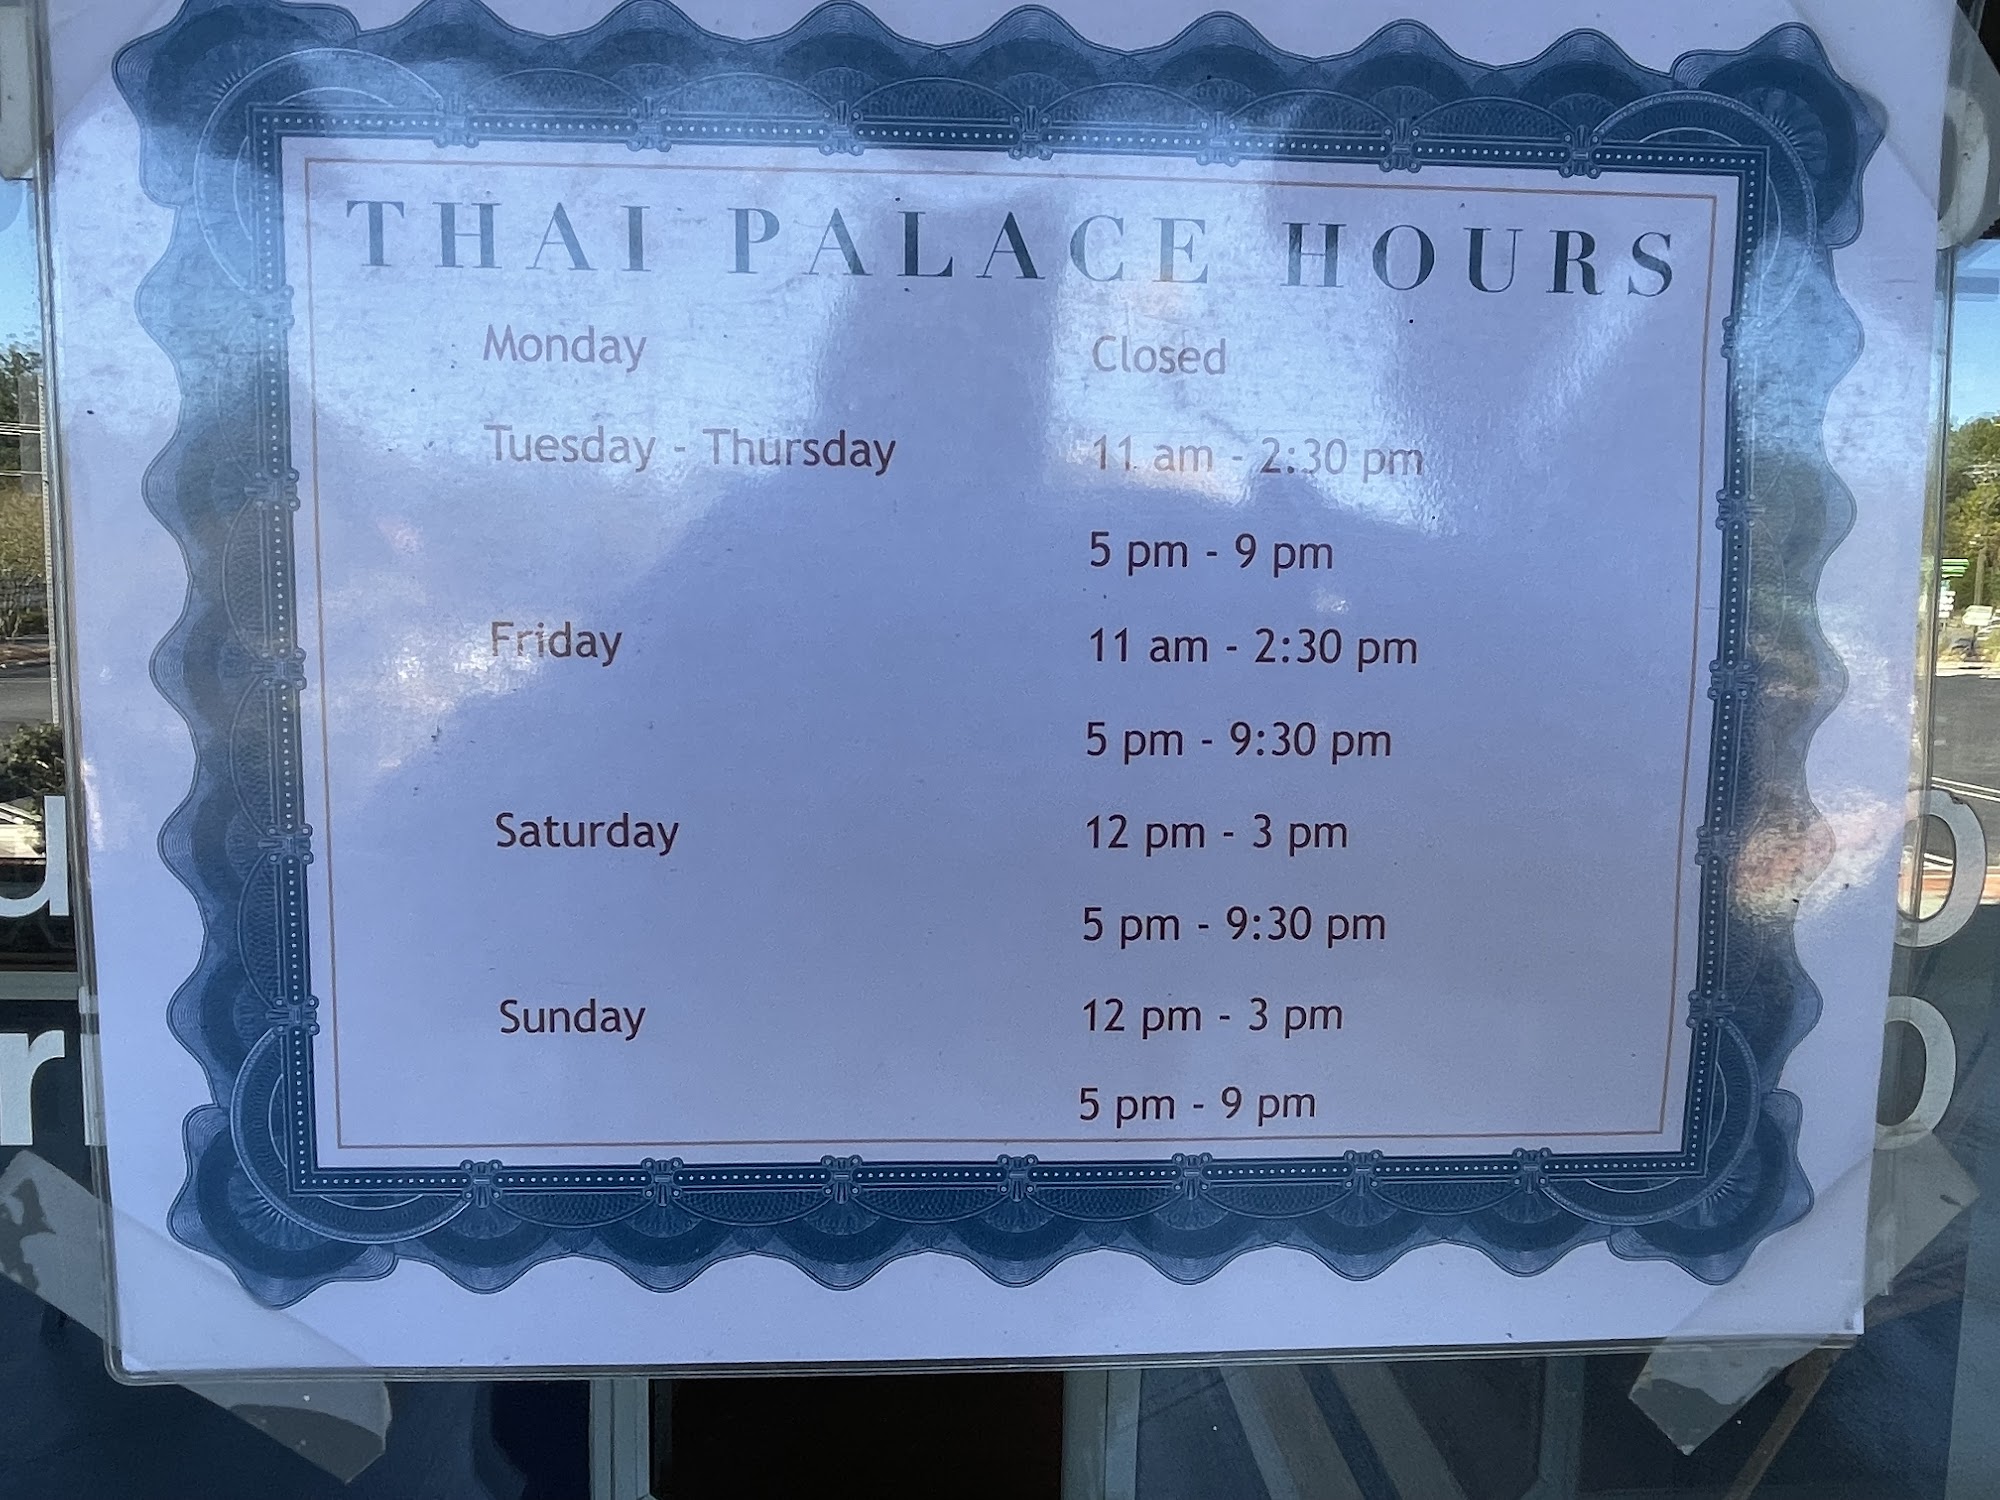 THAI PALACE HOURS
Monday Closed
Tuesday - Thursday 11 am - 2:30 pm
5 pm - 9 pm
Friday 11 am - 2:30 pm
5 pm - 9:30 pm
Saturday 12 pm - 3 pm
5 pm - 9:30 pm
Sunday 12 pm - 3 pm
5 pm - 9 pm